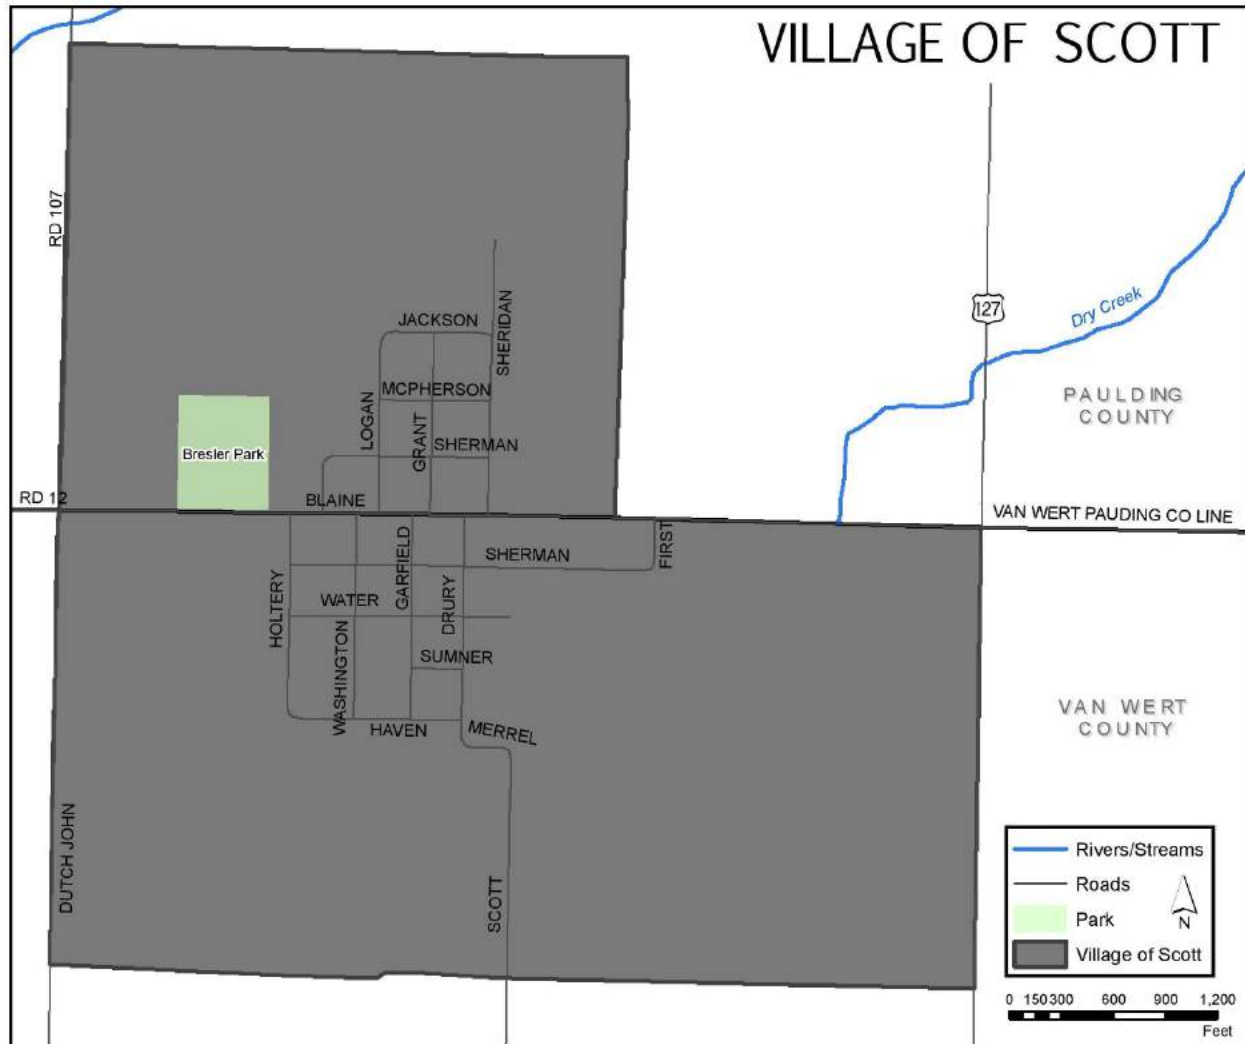 VILLAGE OF SCOTT
RD 107
127
Dry Creek
JACKSON
SHERIDAN
MCPHERSON
PAULDING
COUNTY
LOGAN
GRANT
SHERMAN
Bresler Park
BLAINE
RD 12
VAN WERT PAUDING CO LINE
GARFIELD
SHERMAN
FIRST
HOLTERY
WATER
DRURY
WASHINGTON
SUMNER
HAVEN
MERREL
VAN WERT
COUNTY
DUTCH JOHN
SCOTT
Rivers/Streams
Roads
Park
N
Village of Scott
0 150 300 600 900 1,200
Feet